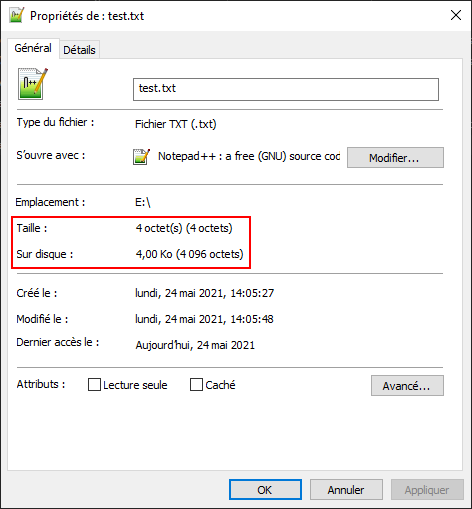 Propriétés de : test.txt
Général Détails
test.txt
Type du fichier : Fichier TXT (.txt)
S'ouvre avec : Notepad++ : a free (GNU) source cod Modifier...
Emplacement : E:\
Taille : 4 octet(s) (4 octets)
Sur disque : 4,00 Ko (4 096 octets)
Créé le : lundi, 24 mai 2021, 14:05:27
Modifié le : lundi, 24 mai 2021, 14:05:48
Dernier accès le : Aujourd'hui, 24 mai 2021
Attributs : Lecture seule Caché Avancé...
OK Annuler Appliquer